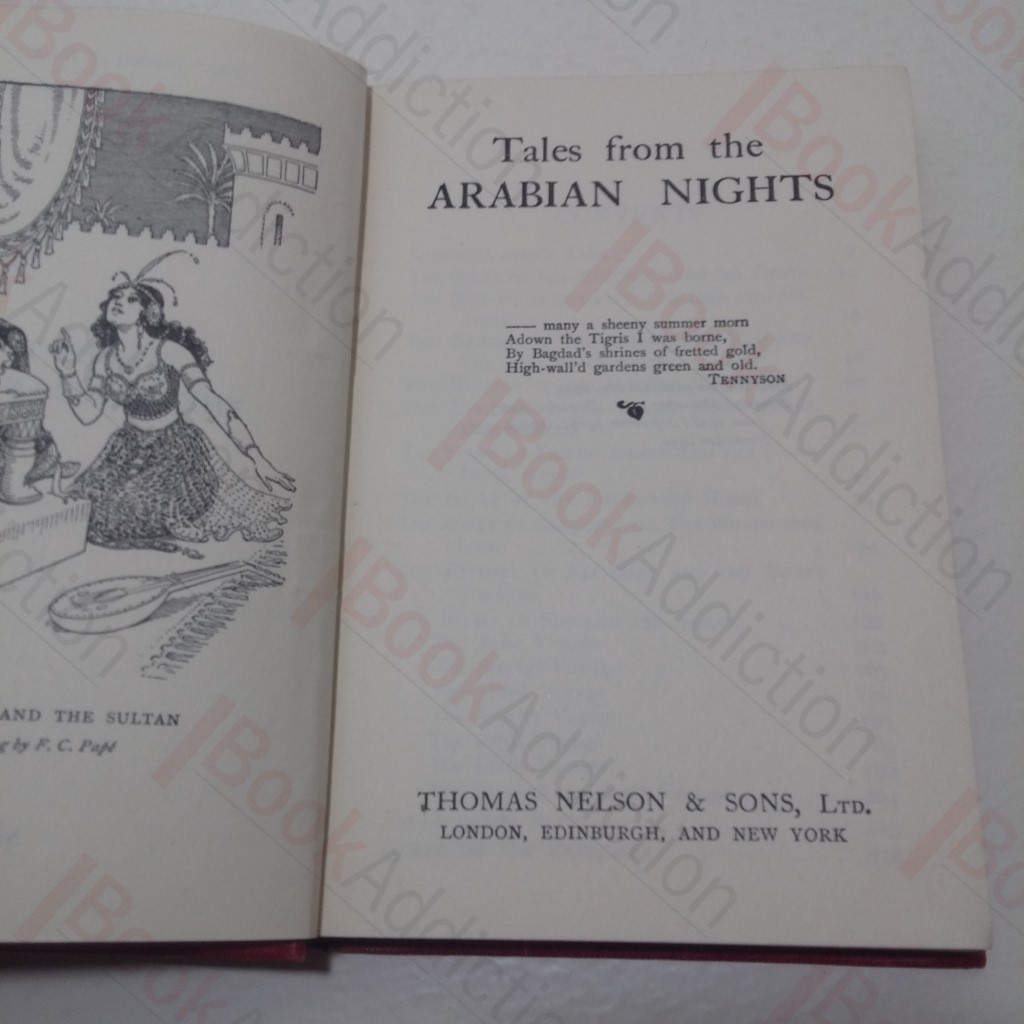 AND THE SULTAN
g by F. C. Papé
Tales from the
ARABIAN NIGHTS
—— many a sheeny summer morn
Adown the Tigris I was borne,
By Bagdad's shrines of fretted gold,
High-wall'd gardens green and old.
TENNYSON
THOMAS NELSON & SONS, LTD.
LONDON, EDINBURGH, AND NEW YORK
BookAddiction